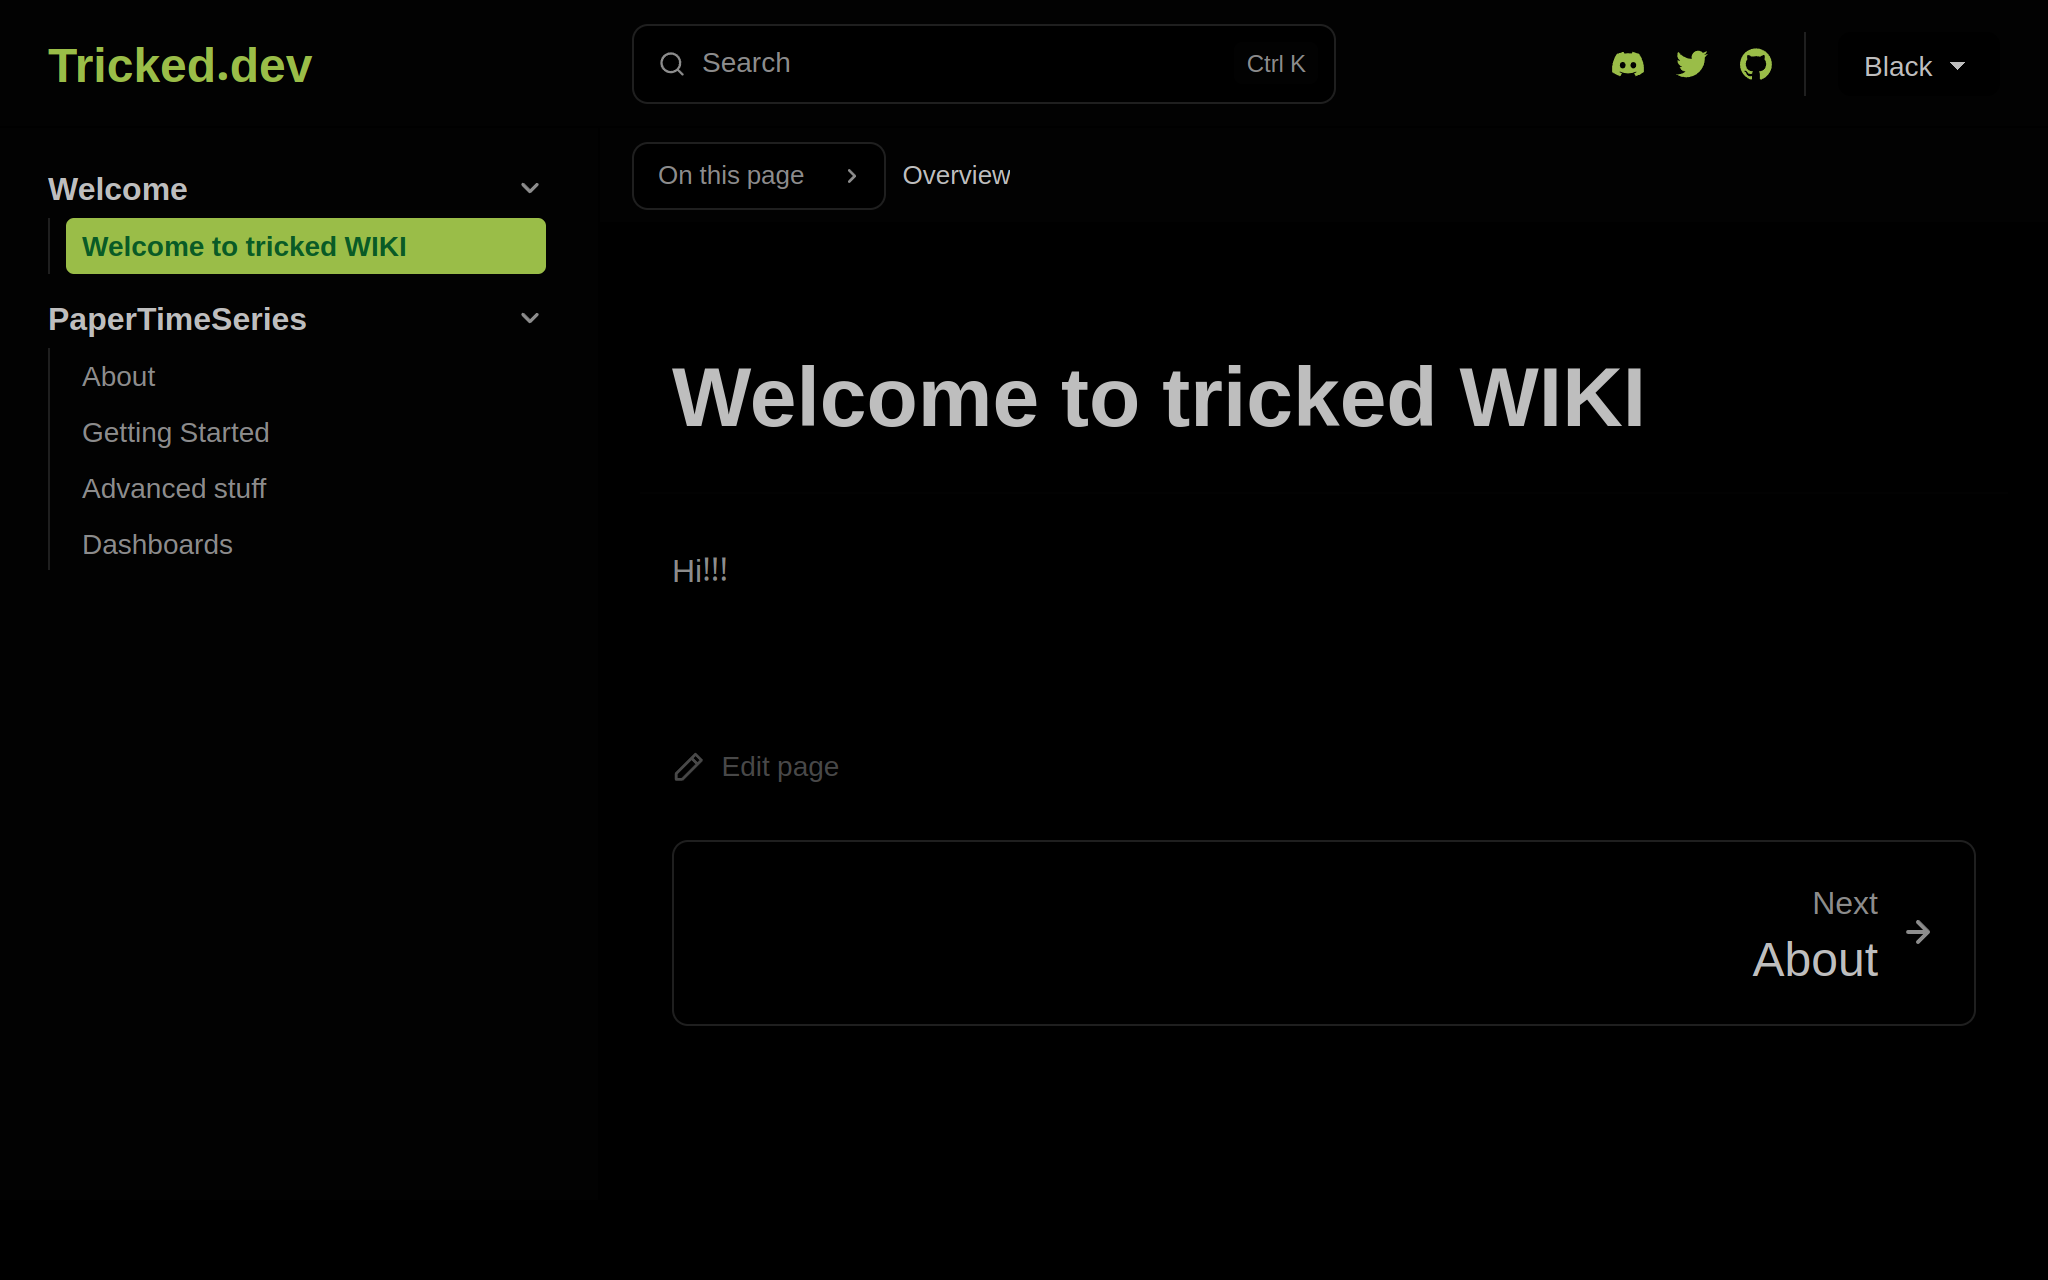 Tricked.dev
Search
Ctrl K
Black
Welcome
Welcome to tricked WIKI
PaperTimeSeries
About
Getting Started
Advanced stuff
Dashboards
On this page
Overview
Welcome to tricked WIKI
Hi!!!
Edit page
Next
About